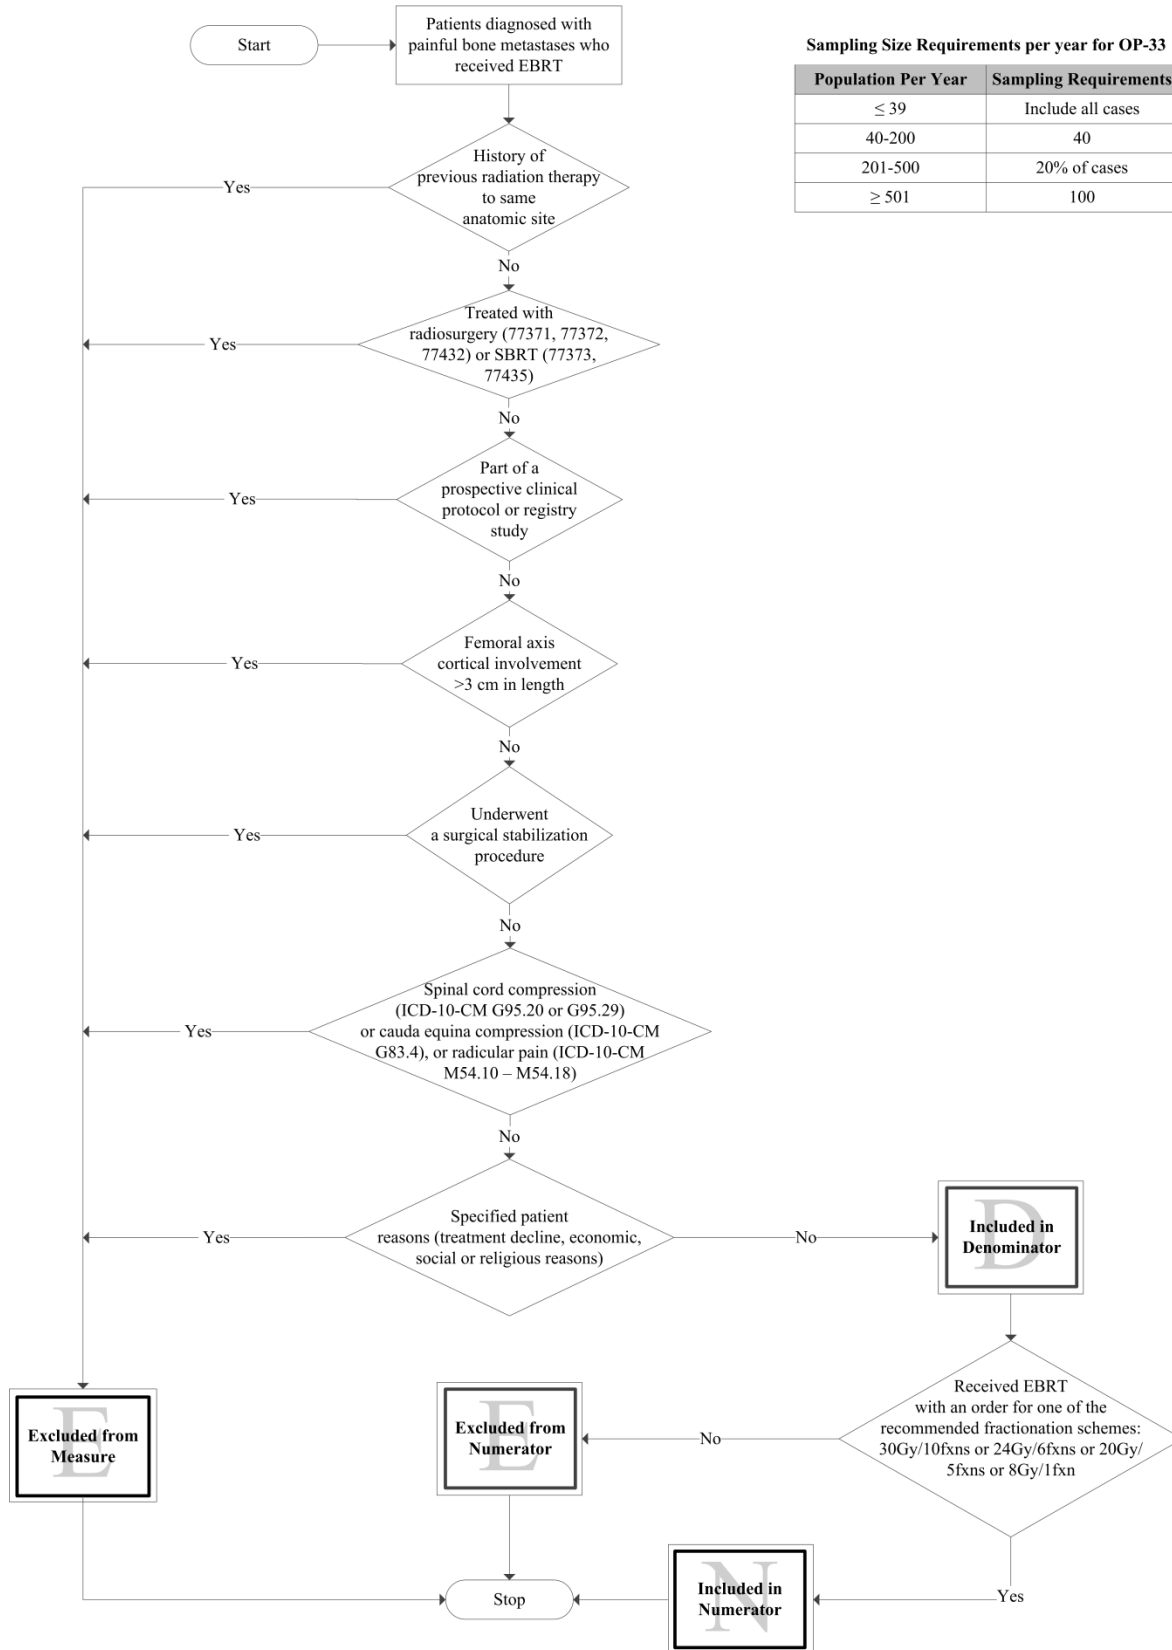 Start
Patients diagnosed with
painful bone metastases who
received EBRT
Sampling Size Requirements per year for OP-33
Population Per Year Sampling Requirements
≤ 39 Include all cases
40-200 40
201-500 20% of cases
≥ 501 100
History of
previous radiation therapy
to same
anatomic site
Yes
No
Treated with
radiosurgery (77371, 77372,
77432) or SBRT (77373,
77435)
Yes
No
Part of a
prospective clinical
protocol or registry
study
Yes
No
Femoral axis
cortical involvement
>3 cm in length
Yes
No
Underwent
a surgical stabilization
procedure
Yes
No
Spinal cord compression
(ICD-10-CM G95.20 or G95.29)
or cauda equina compression (ICD-10-CM
G83.4), or radicular pain (ICD-10-CM
M54.10 – M54.18)
Yes
No
Specified patient
reasons (treatment decline, economic,
social or religious reasons)
Yes
No
D
Included in
Denominator
Received EBRT
with an order for one of the
recommended fractionation schemes:
30Gy/10fxns or 24Gy/6fxns or 20Gy/
5fxns or 8Gy/1fxn
No
Yes
E
Excluded from
Measure
E
Excluded from
Numerator
N
Included in
Numerator
Stop